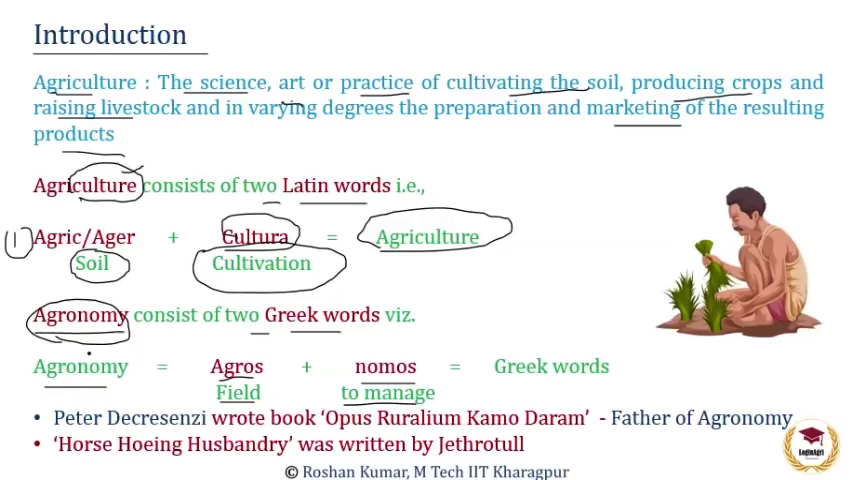 Introduction
Agriculture : The science, art or practice of cultivating the soil, producing crops and
raising livestock and in varying degrees the preparation and marketing of the resulting
products
Agriculture consists of two Latin words i.e.,
1 Agric/Ager + Cultura = Agriculture
Soil Cultivation
Agronomy consist of two Greek words viz.
Agronomy = Agros + nomos = Greek words
Field to manage
• Peter Decresenzi wrote book ‘Opus Ruralium Kamo Daram’ - Father of Agronomy
• ‘Horse Hoeing Husbandry’ was written by Jethrotull
LoginAgri
© Roshan Kumar, M Tech IIT Kharagpur